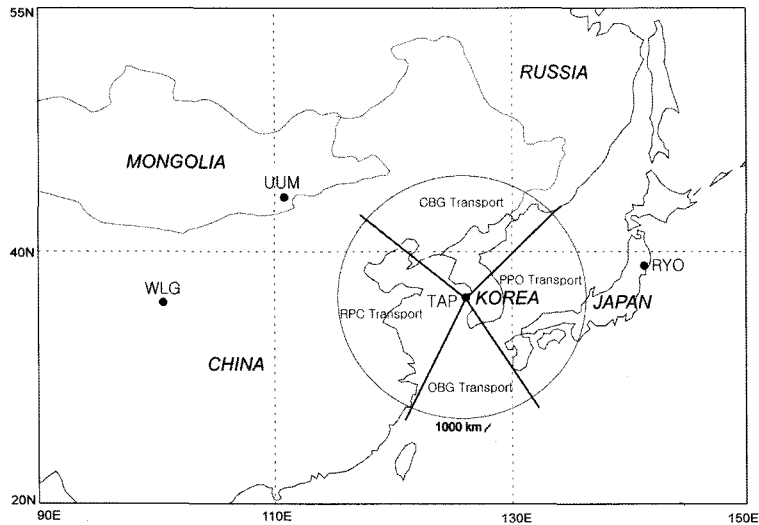 55N
RUSSIA
MONGOLIA
UUM
CBG Transport
40N
RYO
PPO Transport
WLG
TAP
KOREA
JAPAN
RPC Transport
CHINA
OBG Transport
1000 km
20N
90E
110E
130E
150E